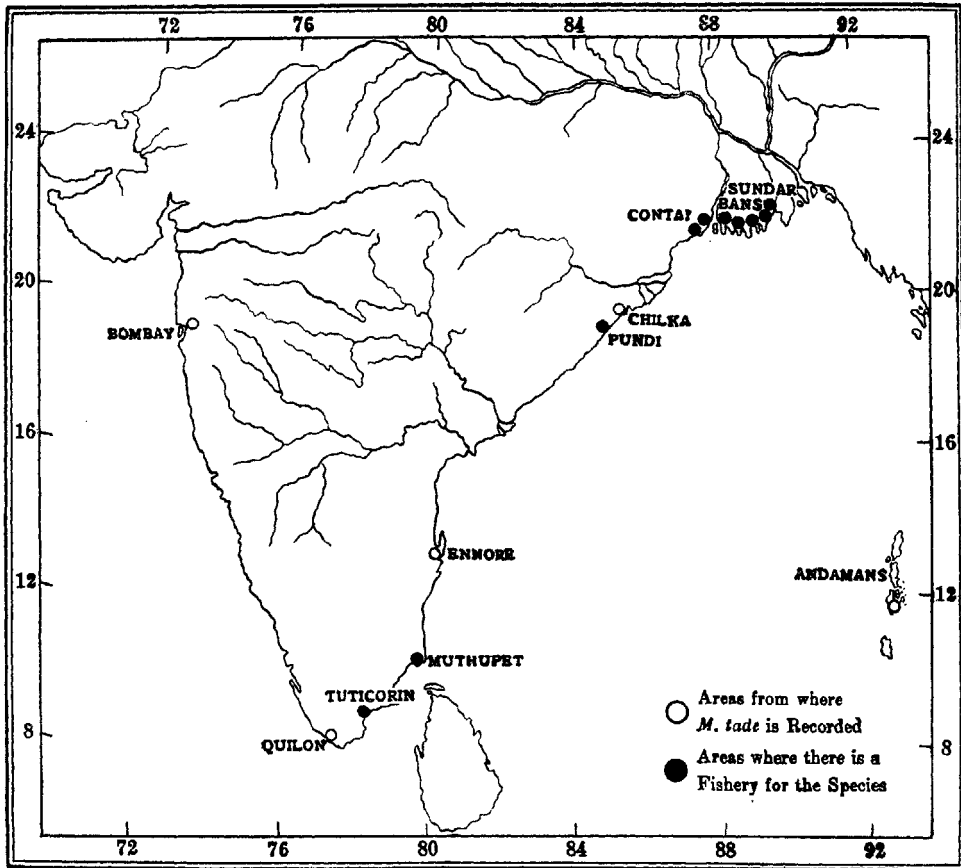 72 76 80 84 88 92
24 24
SUNDAR
BANS
CONTAI
20 20
CHILKA
BOMBAY
PUNDI
16 16
ENNORE
ANDAMANS
12 12
MUTHUPET
TUTICORIN
Areas from where
M. tade is Recorded
QUILON
8 8
Areas where there is a
Fishery for the Species
72 76 80 84 88 92